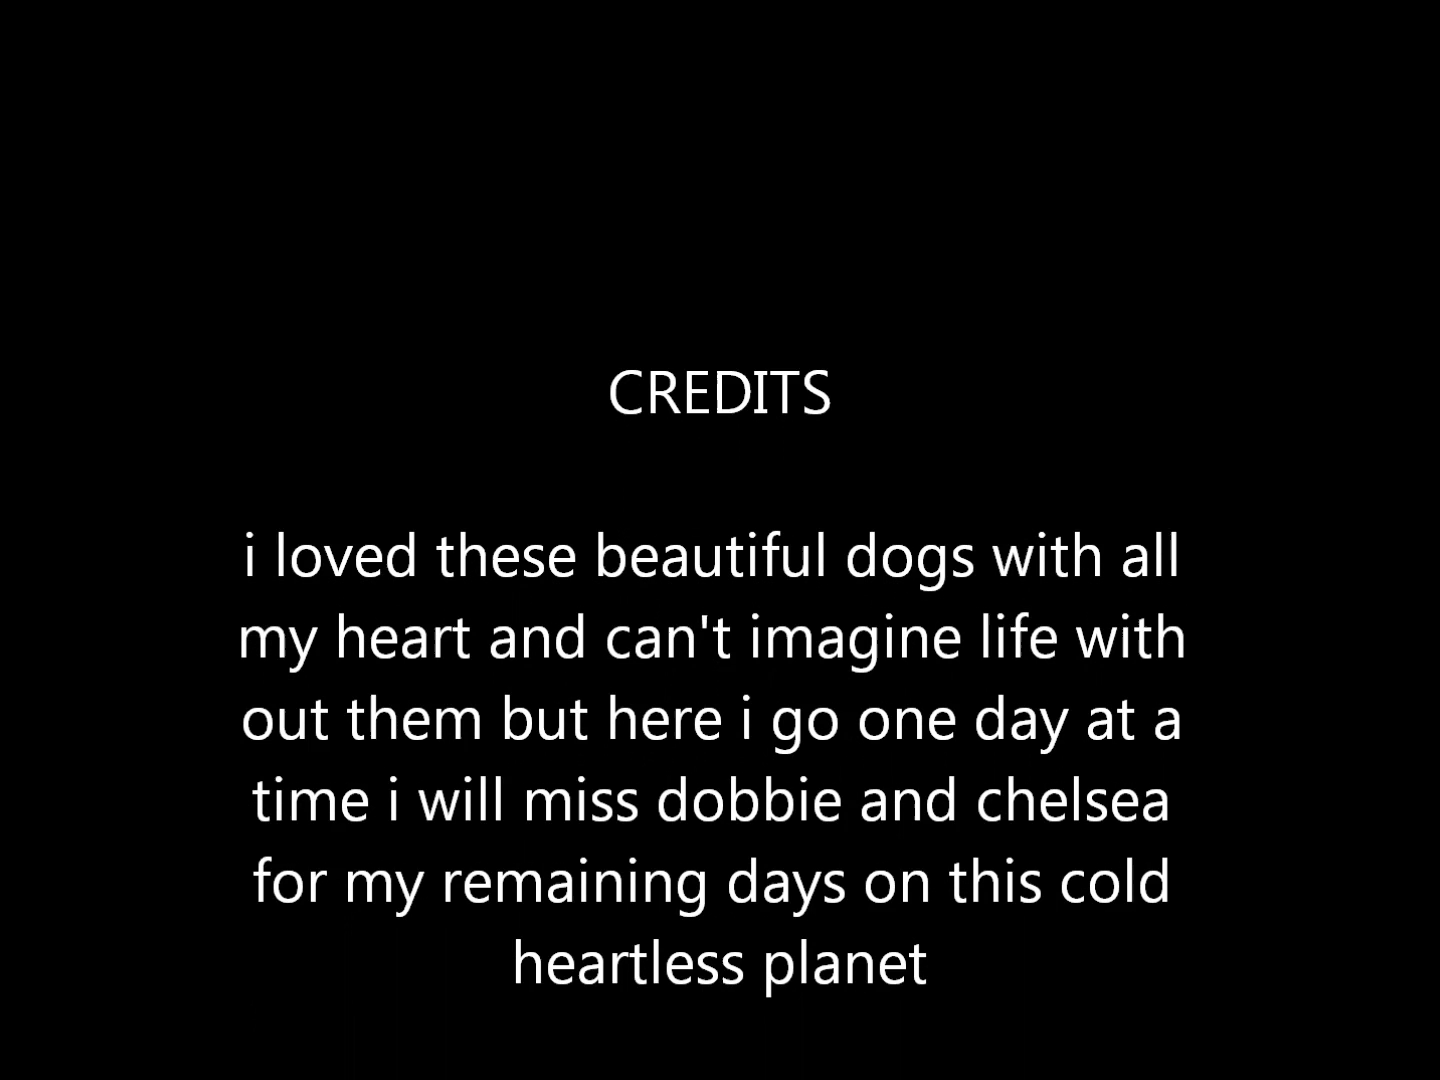 CREDITS
i loved these beautiful dogs with all
my heart and can't imagine life with
out them but here i go one day at a
time i will miss dobbie and chelsea
for my remaining days on this cold
heartless planet